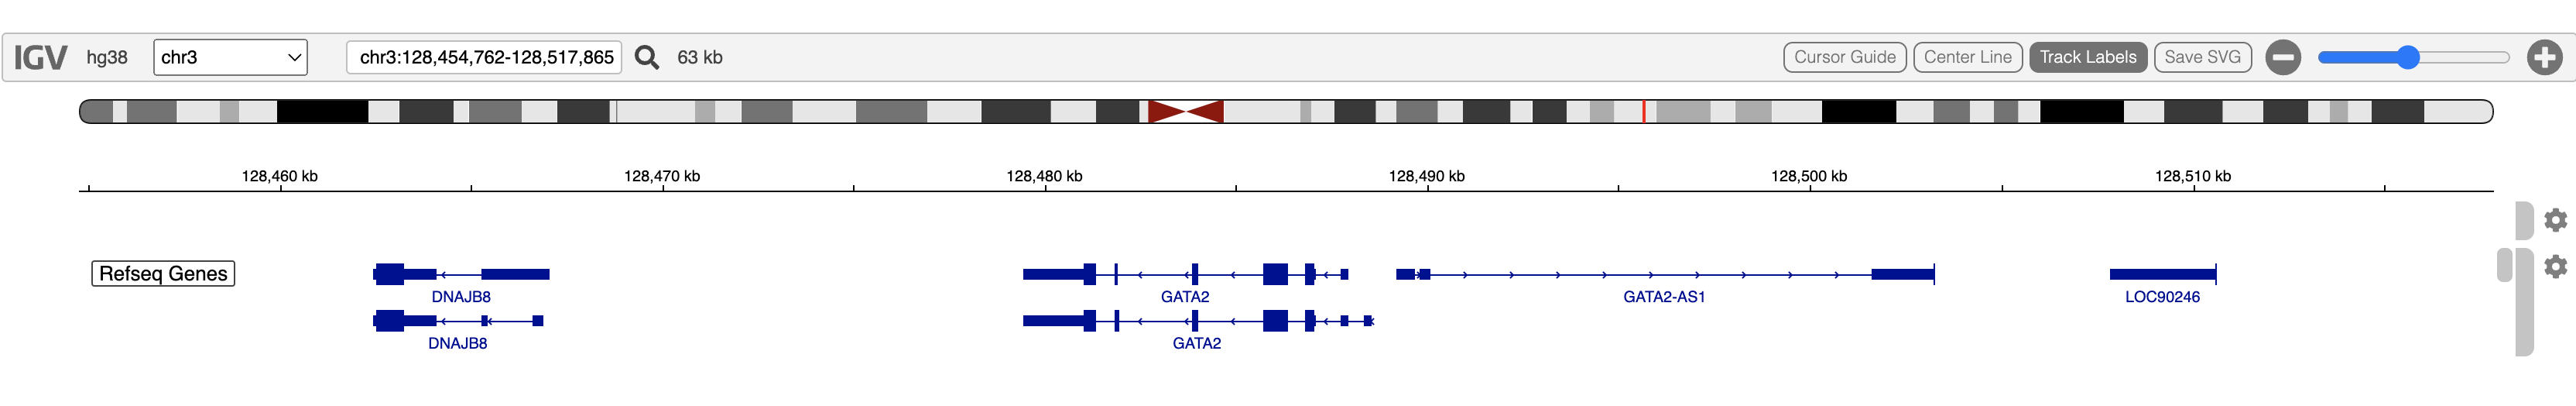 IGV hg38 chr3 chr3:128,454,762-128,517,865 63 kb Cursor Guide Center Line Track Labels Save SVG
128,460 kb 128,470 kb 128,480 kb 128,490 kb 128,500 kb 128,510 kb
Refseq Genes
DNAJB8 GATA2 GATA2-AS1 LOC90246
DNAJB8 GATA2